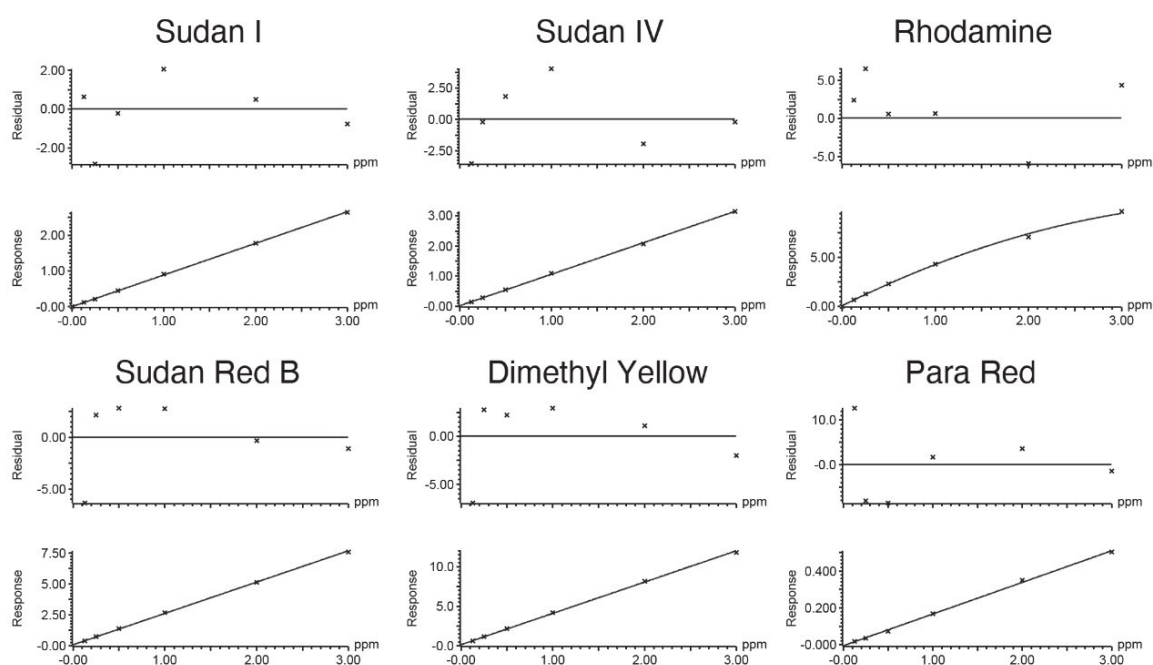 Sudan I
Residual
2.00
0.00
-2.00
ppm
Response
2.00
1.00
-0.00
-0.00 1.00 2.00 3.00
ppm
Sudan IV
Residual
2.50
0.00
-2.50
ppm
Response
3.00
2.00
1.00
-0.00
-0.00 1.00 2.00 3.00
ppm
Rhodamine
Residual
5.0
0.0
-5.0
ppm
Response
5.00
-0.00
-0.00 1.00 2.00 3.00
ppm
Sudan Red B
Residual
0.00
-5.00
ppm
Response
7.50
5.00
2.50
-0.00
-0.00 1.00 2.00 3.00
ppm
Dimethyl Yellow
Residual
0.00
-5.00
ppm
Response
10.0
5.0
-0.0
-0.00 1.00 2.00 3.00
ppm
Para Red
Residual
10.0
-0.0
ppm
Response
0.400
0.200
-0.000
-0.00 1.00 2.00 3.00
ppm